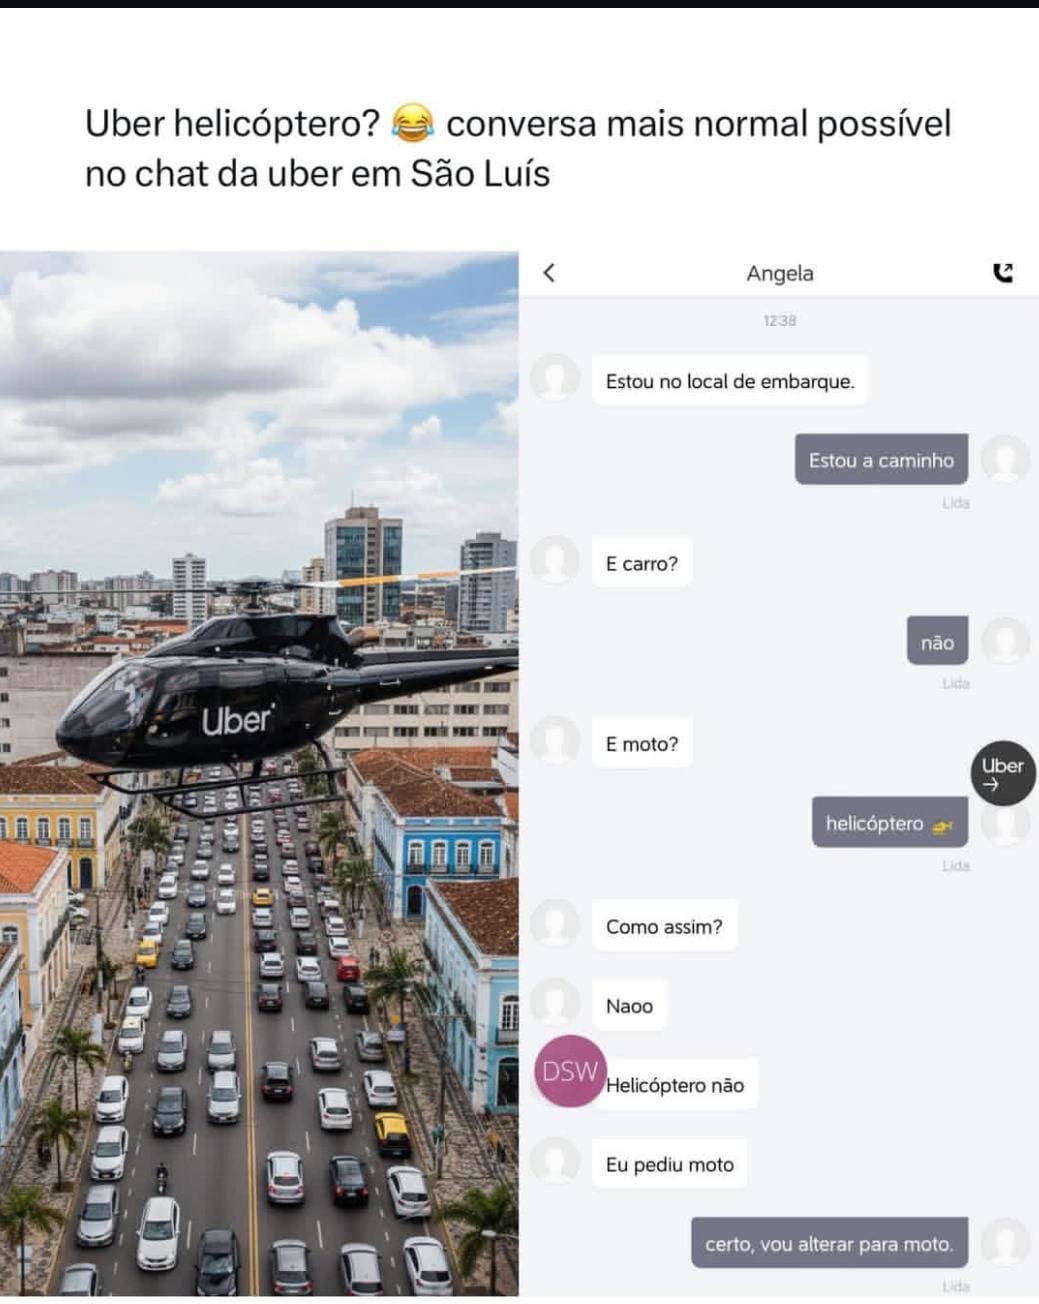 Uber helicóptero? 😂 conversa mais normal possível
no chat da uber em São Luís
Uber
Angela
12:38
Estou no local de embarque.
Estou a caminho
Lida
E carro?
não
Lida
E moto?
Uber
→
helicóptero 🚁
Lida
Como assim?
Naoo
DSW
Helicóptero não
Eu pediu moto
certo, vou alterar para moto.
Lida